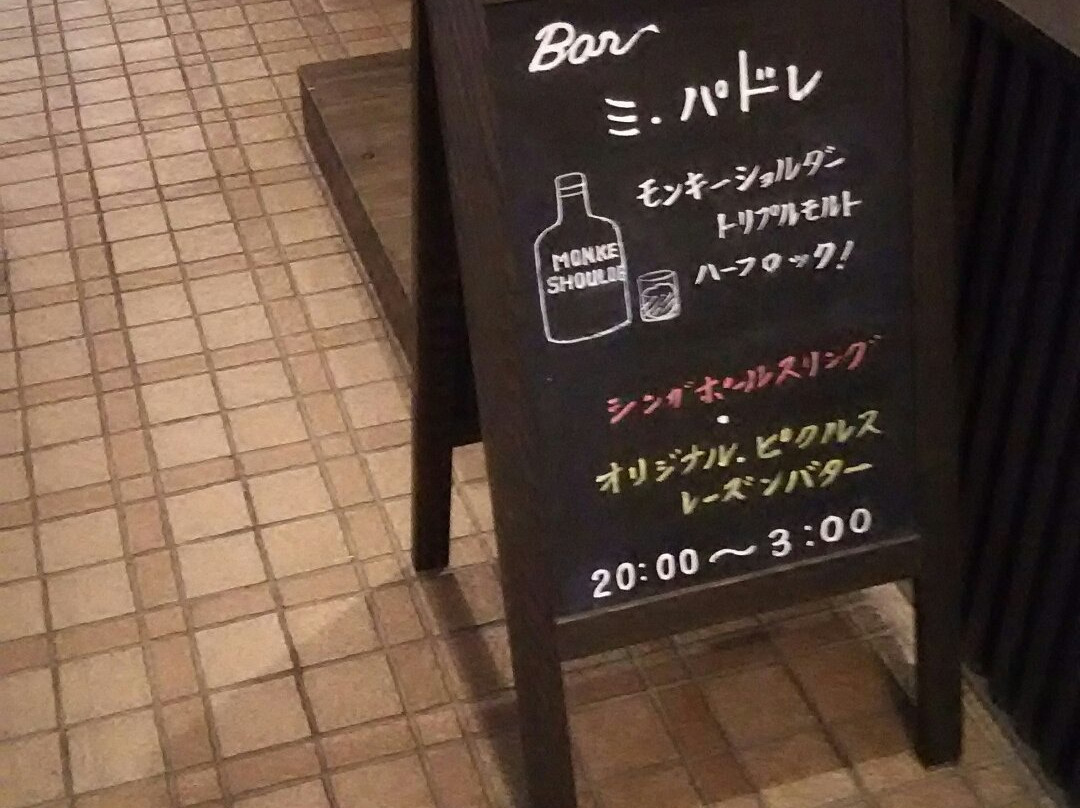 Bar
ミ・パドレ
モンキーショルダー
トリプルモルト
ハーフロック!
MONKE
SHOULDE
シンガポールスリング
・
オリジナル・ピクルス
レーズンバター
20:00〜3:00